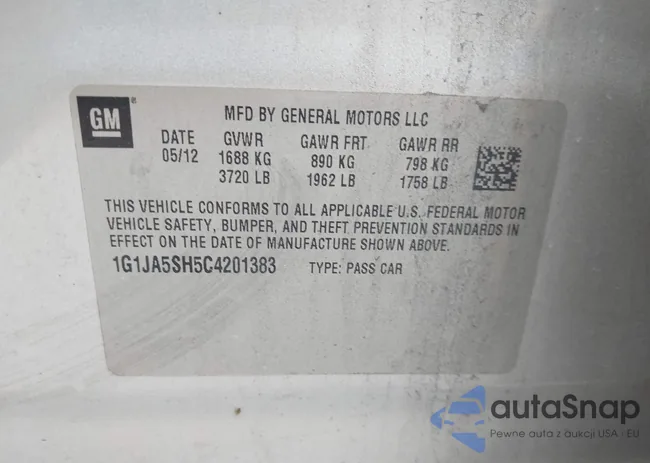 GM
MFD BY GENERAL MOTORS LLC
DATE GVWR GAWR FRT GAWR RR
05/12 1688 KG 890 KG 798 KG
3720 LB 1962 LB 1758 LB
THIS VEHICLE CONFORMS TO ALL APPLICABLE U.S. FEDERAL MOTOR
VEHICLE SAFETY, BUMPER, AND THEFT PREVENTION STANDARDS IN
EFFECT ON THE DATE OF MANUFACTURE SHOWN ABOVE.
1G1JA5SH5C4201383 TYPE: PASS CAR
autoSnap
Pewne auta z aukcji USA - EU